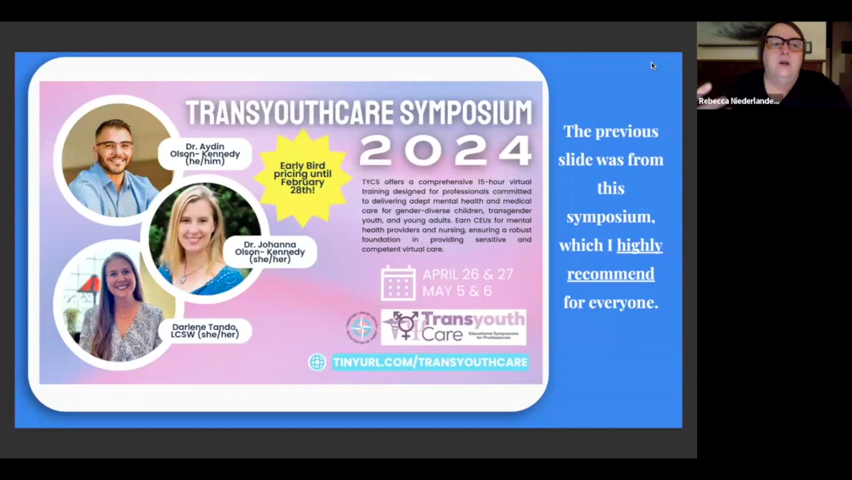 TRANSYOUTHCARE SYMPOSIUM
2024
Dr. Aydin
Olson- Kennedy
(he/him)
Early Bird
pricing until
February
28th!
Dr. Johanna
Olson- Kennedy
(she/her)
Darlene Tando,
LCSW (she/her)
TYCS offers a comprehensive 15-hour virtual
training designed for professionals committed
to delivering adept mental health and medical
care for gender-diverse children, transgender
youth, and young adults. Earn CEUs for mental
health providers and nursing, ensuring a robust
foundation in providing sensitive and
competent virtual care.
APRIL 26 & 27
MAY 5 & 6
Transyouth
Care
Educational Symposiums
for Professionals
TINYURL.COM/TRANSYOUTHCARE
The previous
slide was from
this
symposium,
which I highly
recommend
for everyone.
Rebecca Niederlande...